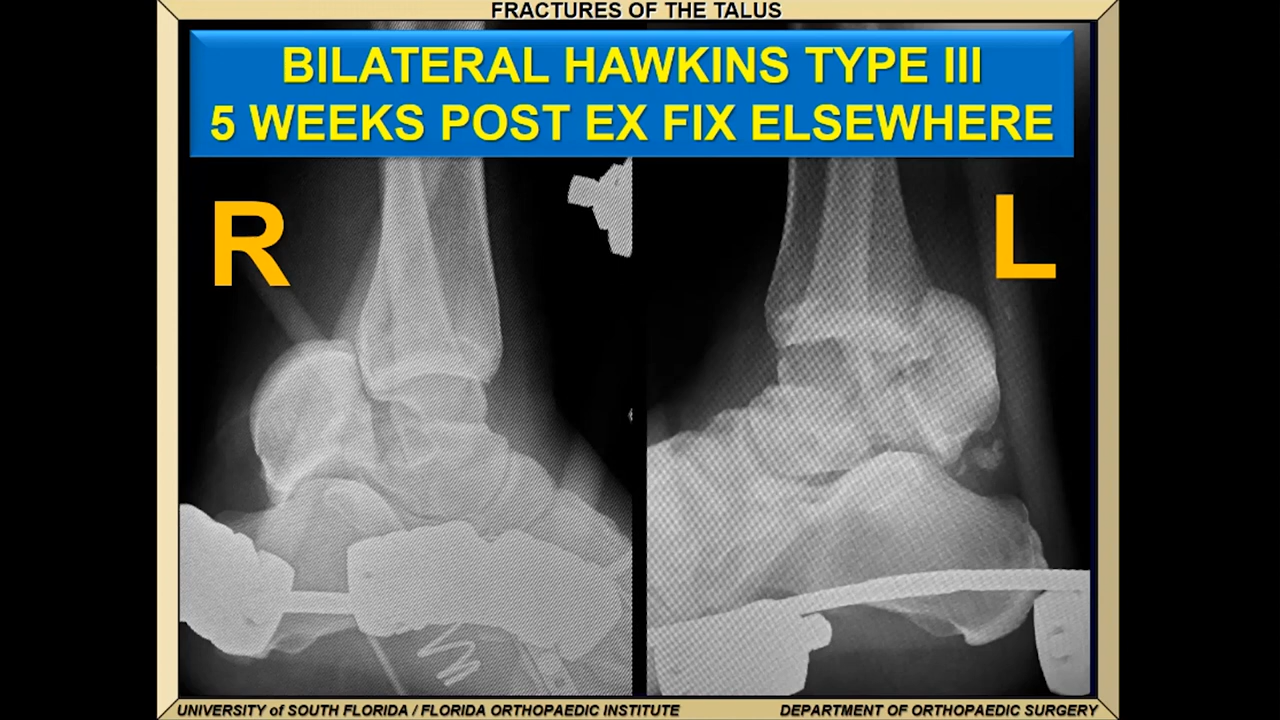 FRACTURES OF THE TALUS
BILATERAL HAWKINS TYPE III
5 WEEKS POST EX FIX ELSEWHERE
R
L
UNIVERSITY of SOUTH FLORIDA / FLORIDA ORTHOPAEDIC INSTITUTE
DEPARTMENT OF ORTHOPAEDIC SURGERY